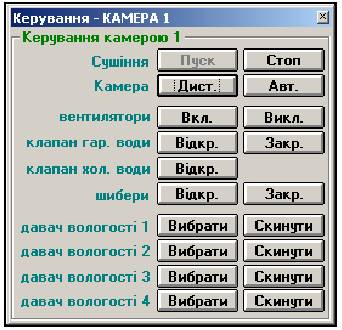 Керування - КАМЕРА 1
Керування камерою 1
Сушіння Пуск Стоп
Камера Дист. Авт.
вентилятори Вкл. Викл.
клапан гар. води Відкр. Закр.
клапан хол. води Відкр.
шибери Відкр. Закр.
давач вологості 1 Вибрати Скинути
давач вологості 2 Вибрати Скинути
давач вологості 3 Вибрати Скинути
давач вологості 4 Вибрати Скинути